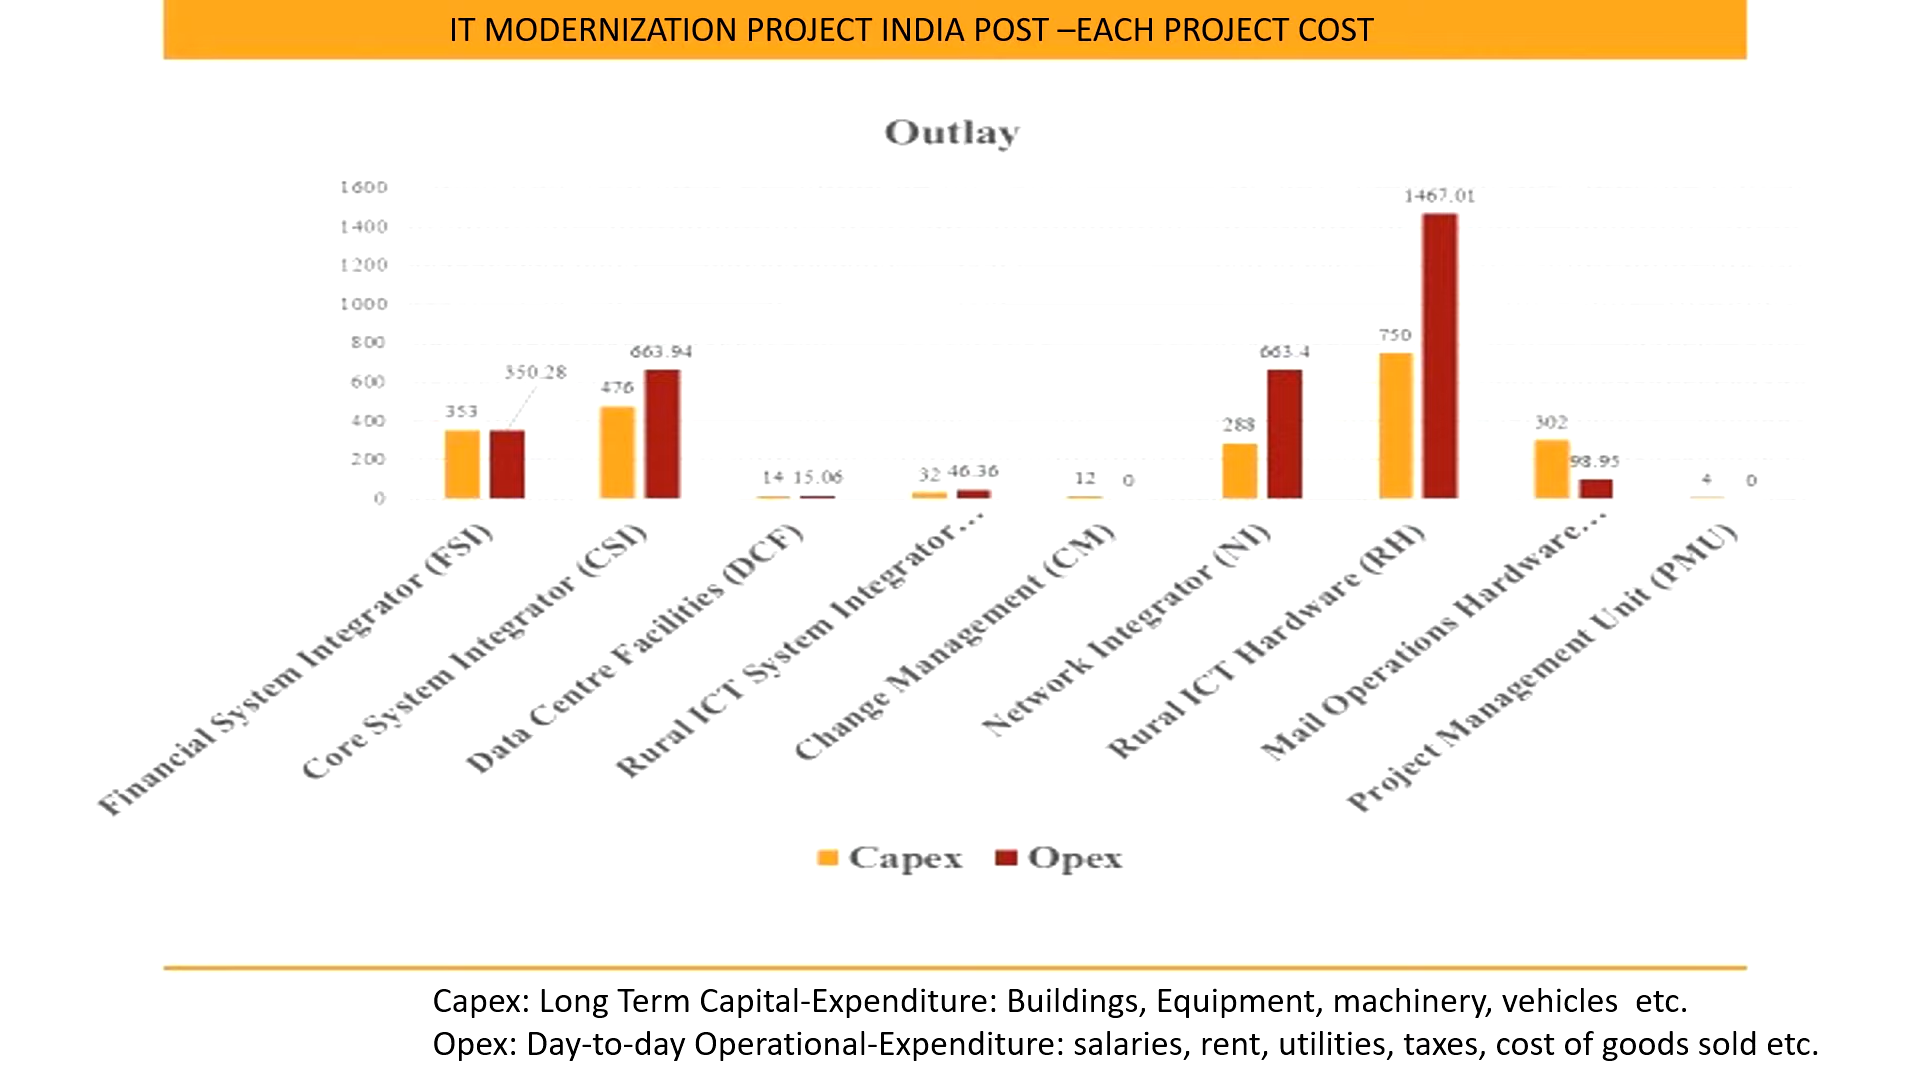 IT MODERNIZATION PROJECT INDIA POST –EACH PROJECT COST
Outlay
1600
1400
1200
1000
800
600
400
200
0
353
350.28
476
663.94
14
15.06
32
46.36
12
0
288
663.4
750
1467.01
302
98.95
4
0
Financial System Integrator (FSI)
Core System Integrator (CSI)
Data Centre Facilities (DCF)
Rural ICT System Integrator...
Change Management (CM)
Network Integrator (NI)
Rural ICT Hardware (RH)
Mail Operations Hardware...
Project Management Unit (PMU)
Capex Opex
Capex: Long Term Capital-Expenditure: Buildings, Equipment, machinery, vehicles  etc.
Opex: Day-to-day Operational-Expenditure: salaries, rent, utilities, taxes, cost of goods sold etc.